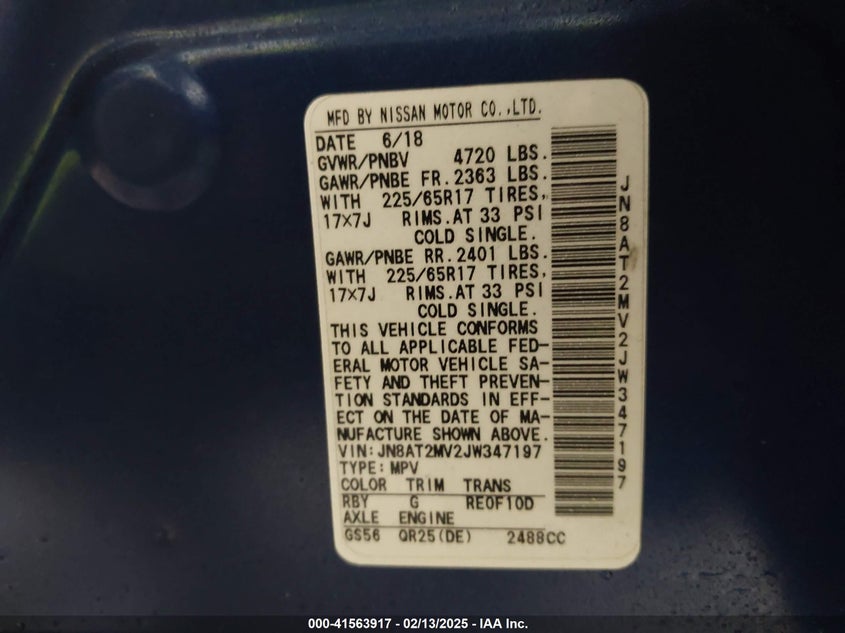 MFD BY NISSAN MOTOR CO.,LTD.
DATE 6/18
GVWR/PNBV 4720 LBS.
GAWR/PNBE FR. 2363 LBS.
WITH 225/65R17 TIRES,
17×7J RIMS.AT 33 PSI
COLD SINGLE.
GAWR/PNBE RR. 2401 LBS.
WITH 225/65R17 TIRES,
17×7J RIMS.AT 33 PSI
COLD SINGLE.
THIS VEHICLE CONFORMS
TO ALL APPLICABLE FED-
ERAL MOTOR VEHICLE SA-
FETY AND THEFT PREVEN-
TION STANDARDS IN EFF-
ECT ON THE DATE OF MA-
NUFACTURE SHOWN ABOVE.
VIN: JN8AT2MV2JW347197
TYPE: MPV
COLOR TRIM TRANS
RBY G RE0F10D
AXLE ENGINE
GS56 QR25(DE) 2488CC
JN8AT2MV2JW347197
000-41563917 - 02/13/2025 - IAA Inc.